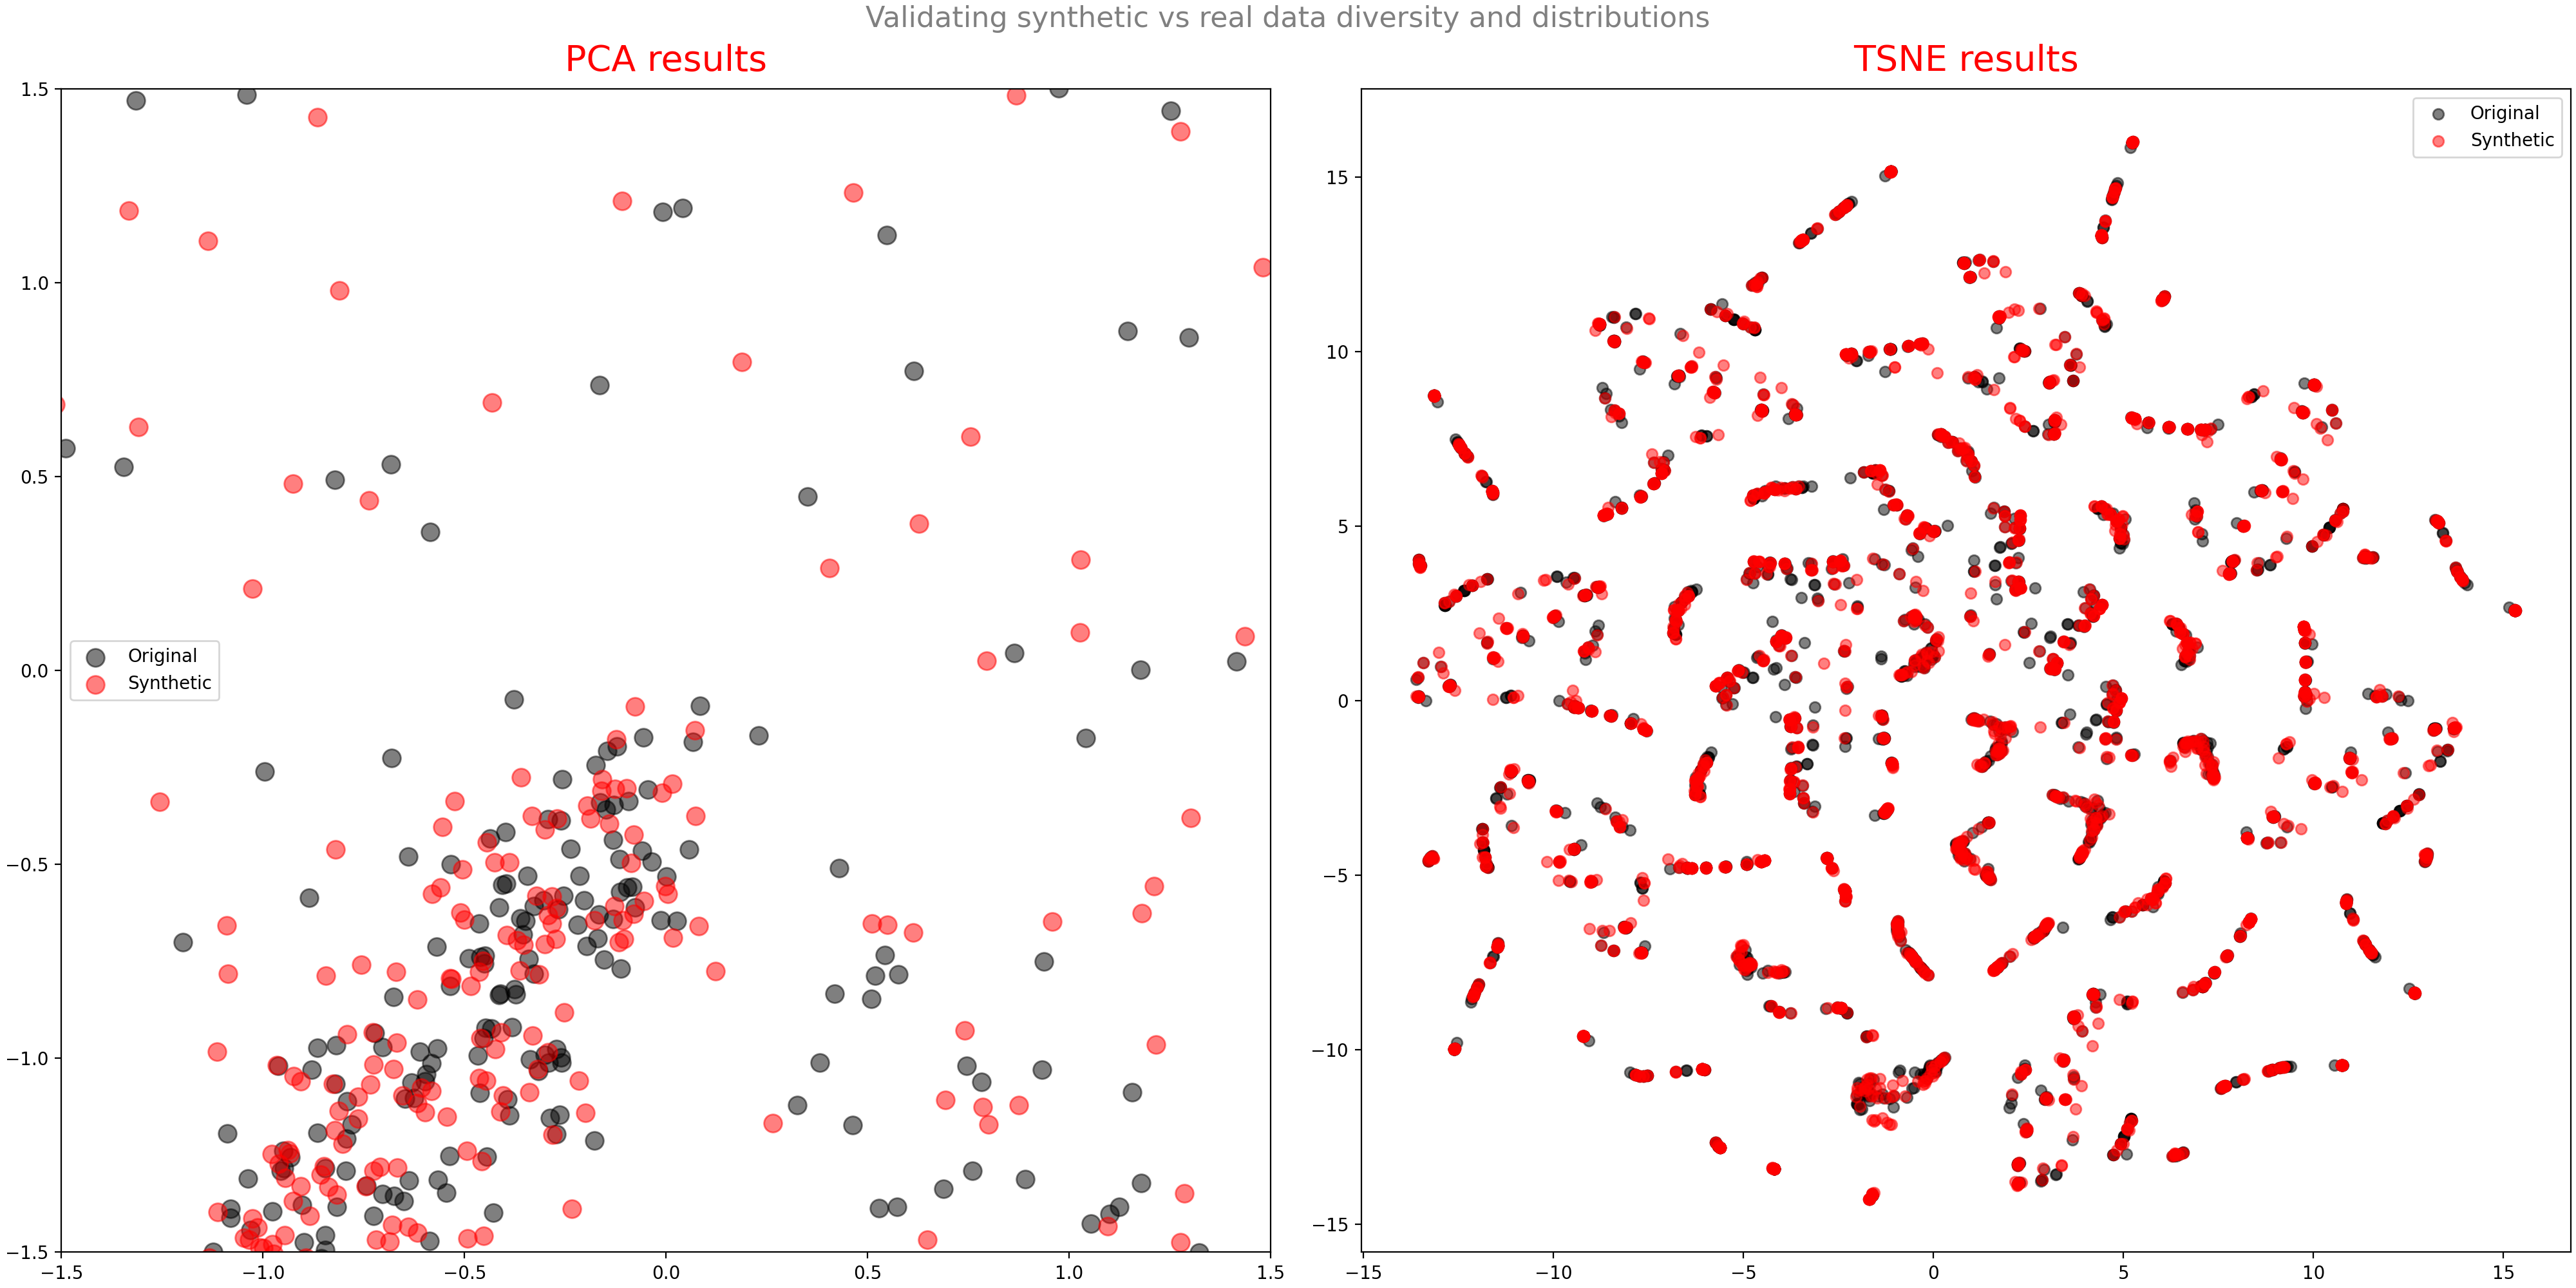 Validating synthetic vs real data diversity and distributions
PCA results
1.5
1.0
0.5
0.0
−0.5
−1.0
−1.5
Original
Synthetic
−1.5 −1.0 −0.5 0.0 0.5 1.0 1.5
TSNE results
Original
Synthetic
15
10
5
0
−5
−10
−15
−15 −10 −5 0 5 10 15